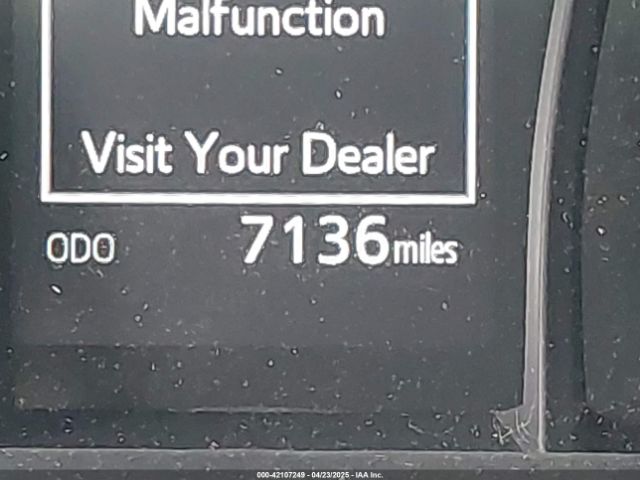 Malfunction
Visit Your Dealer
ODO 7136 miles
000-42107249 - 04/23/2025 - IAA Inc.